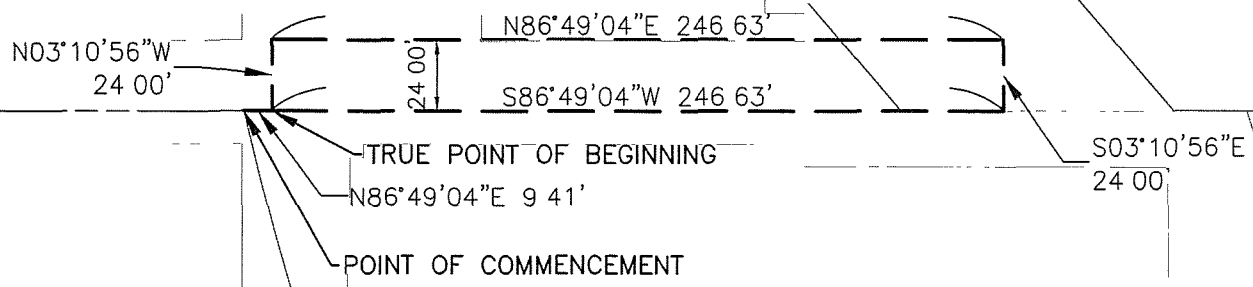 N86°49'04"E 246 63'
N03°10'56"W
24 00'
24 00'
S86°49'04"W 246 63'
TRUE POINT OF BEGINNING
S03°10'56"E
24 00'
N86°49'04"E 9 41'
POINT OF COMMENCEMENT